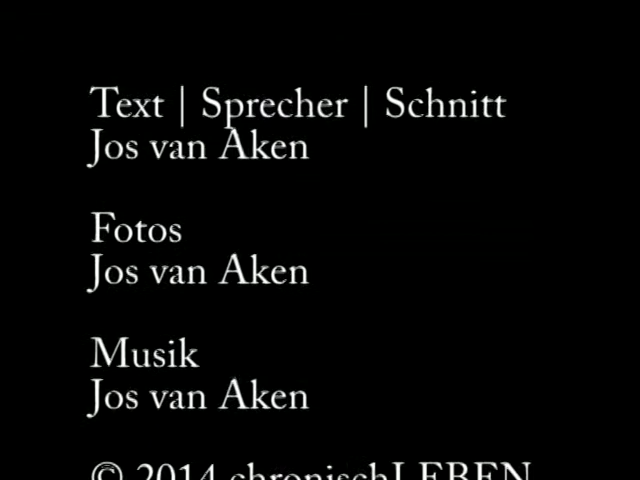 Text | Sprecher | Schnitt
Jos van Aken
Fotos
Jos van Aken
Musik
Jos van Aken
© 2014 chronischLEBEN